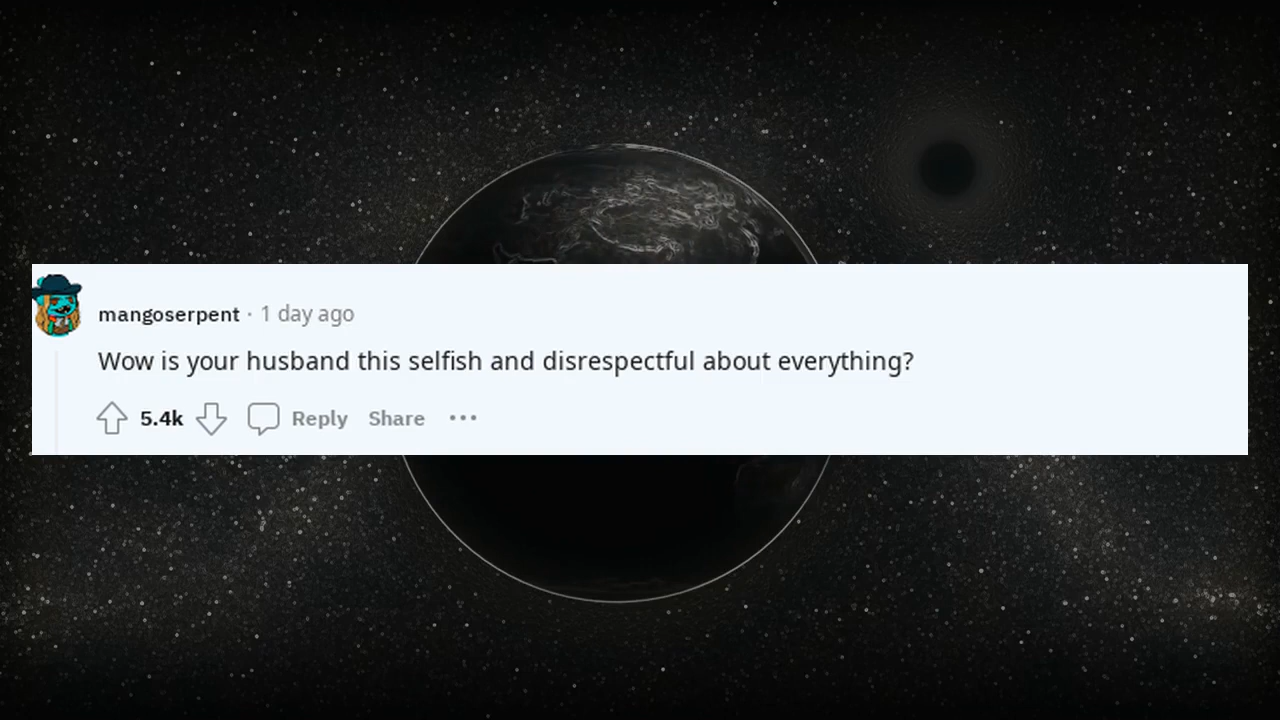 mangoserpent · 1 day ago
Wow is your husband this selfish and disrespectful about everything?
5.4k Reply Share •••